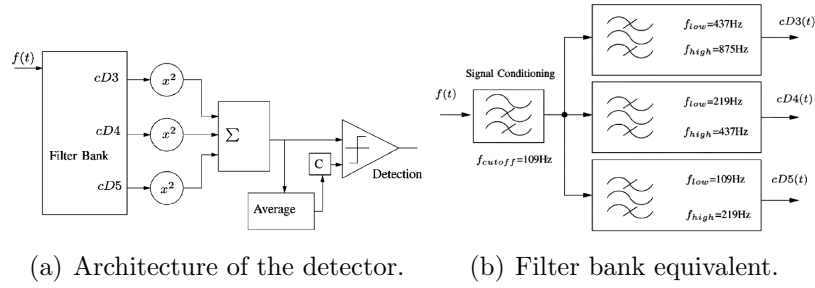 f(t)
Filter Bank
cD3
cD4
cD5
x²
x²
x²
Σ
Average
C
Detection
(a) Architecture of the detector.
f(t)
Signal Conditioning
f_cutoff=109Hz
f_low=437Hz
f_high=875Hz
cD3(t)
f_low=219Hz
f_high=437Hz
cD4(t)
f_low=109Hz
f_high=219Hz
cD5(t)
(b) Filter bank equivalent.